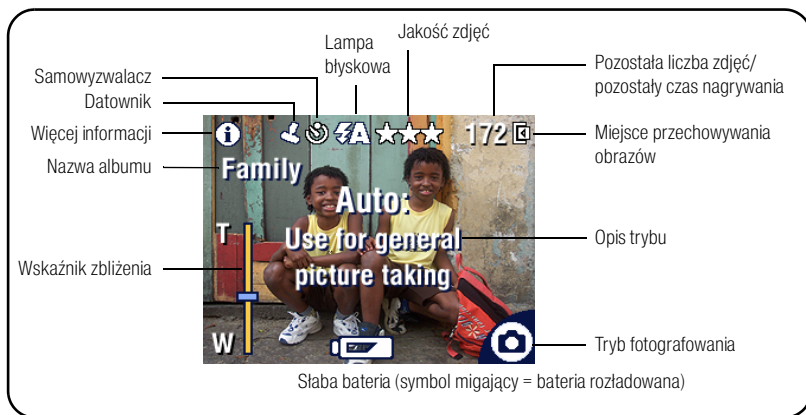 Jakość zdjęć
Lampa
błyskowa
Pozostała liczba zdjęć/
pozostały czas nagrywania
Samowyzwalacz
Datownik
Więcej informacji
Miejsce przechowywania
obrazów
Nazwa albumu
172
Family
Auto:
Use for general
picture taking
Opis trybu
T
Wskaźnik zbliżenia
W
Tryb fotografowania
Słaba bateria (symbol migający = bateria rozładowana)